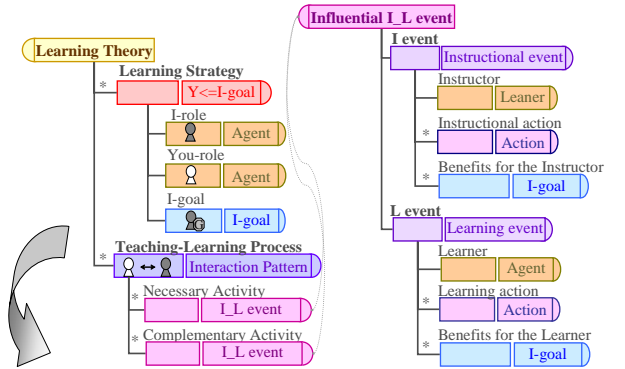 Learning Theory
Learning Strategy
* Y<=I-goal
I-role
Agent
You-role
Agent
I-goal
G I-goal
Teaching-Learning Process
* Interaction Pattern
Necessary Activity
* I_L event
Complementary Activity
* I_L event
Influential I_L event
I event
Instructional event
Instructor
Leaner
Instructional action
* Action
Benefits for the Instructor
* I-goal
L event
Learning event
Learner
Agent
Learning action
* Action
Benefits for the Learner
* I-goal